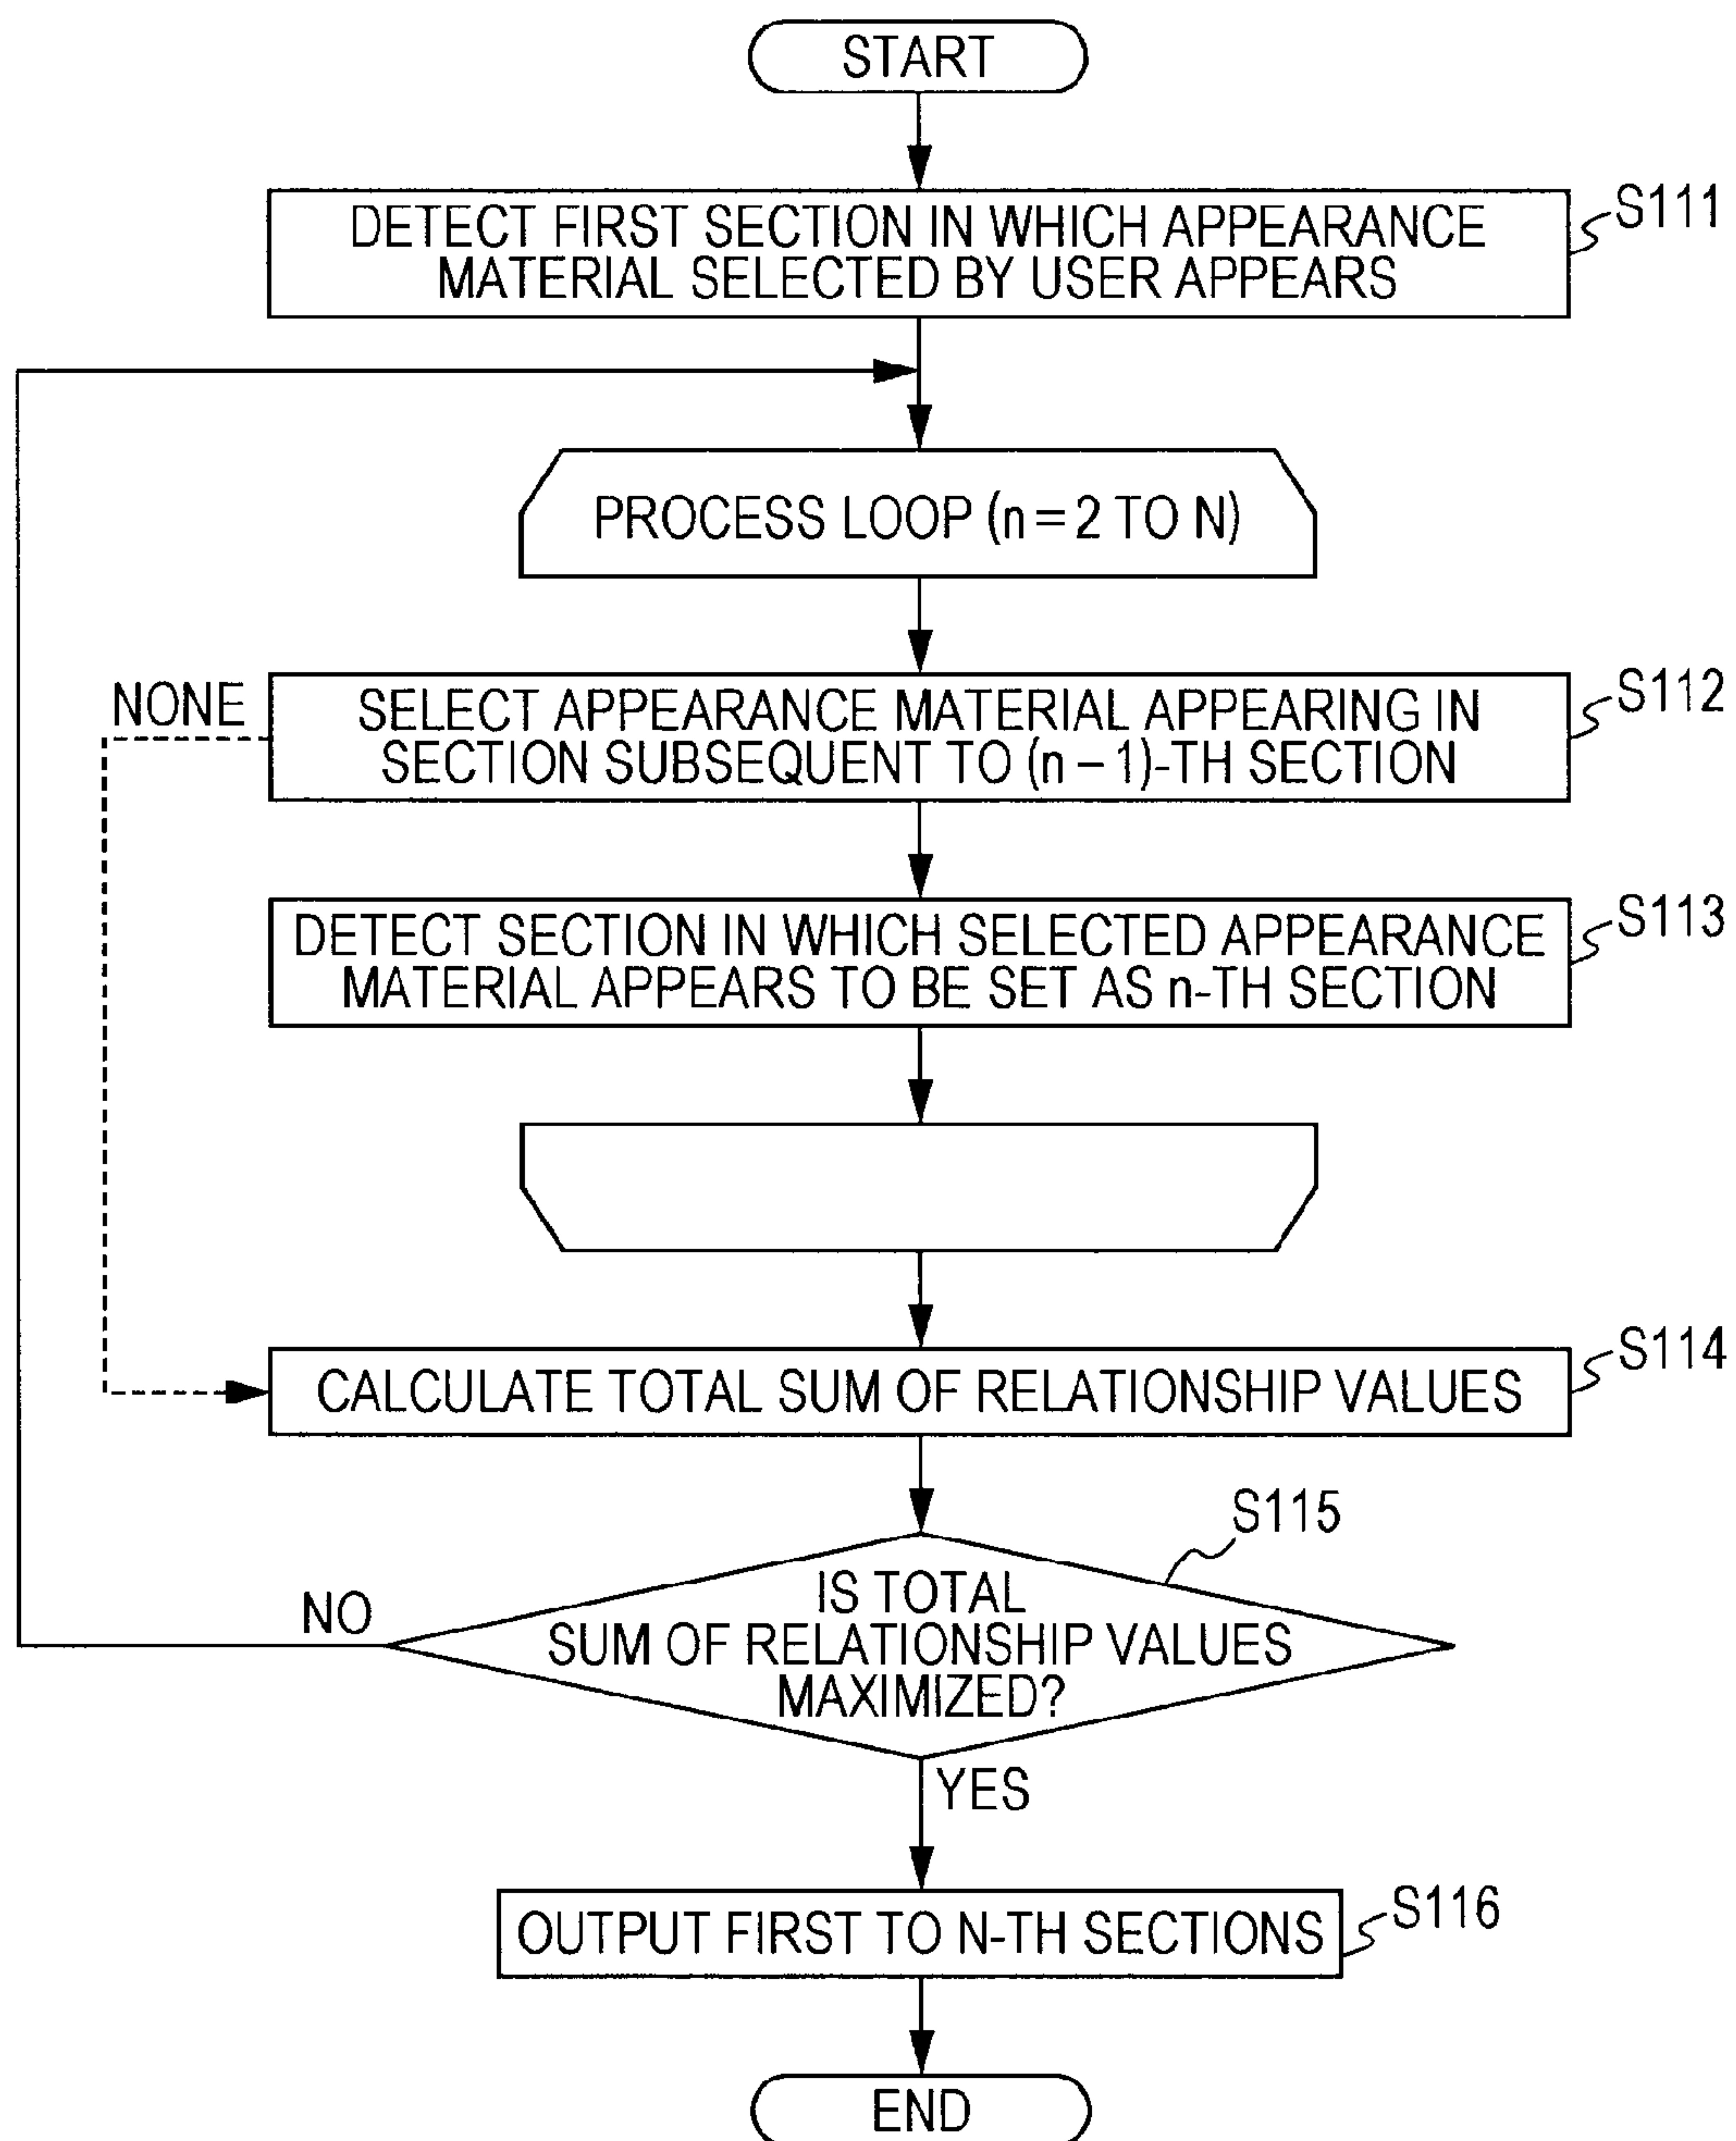 START
DETECT FIRST SECTION IN WHICH APPEARANCE
MATERIAL SELECTED BY USER APPEARS
S111
PROCESS LOOP (n = 2 TO N)
NONE
SELECT APPEARANCE MATERIAL APPEARING IN
SECTION SUBSEQUENT TO (n – 1)-TH SECTION
S112
DETECT SECTION IN WHICH SELECTED APPEARANCE
MATERIAL APPEARS TO BE SET AS n-TH SECTION
S113
CALCULATE TOTAL SUM OF RELATIONSHIP VALUES
S114
S115
IS TOTAL
SUM OF RELATIONSHIP VALUES
MAXIMIZED?
NO
YES
OUTPUT FIRST TO N-TH SECTIONS
S116
END